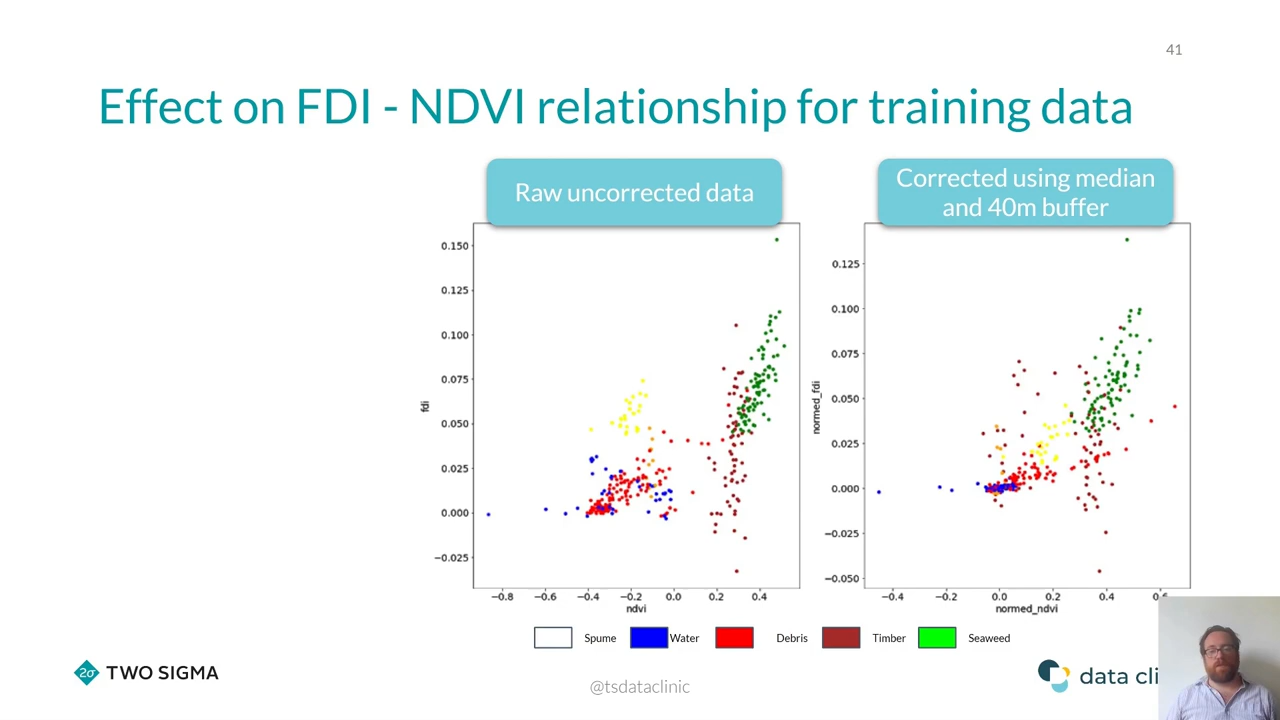 41
Effect on FDI - NDVI relationship for training data
Raw uncorrected data
Corrected using median
and 40m buffer
0.150
0.125
0.100
0.075
0.050
0.025
0.000
−0.025
fdi
−0.8
−0.6
−0.4
−0.2
0.0
0.2
0.4
ndvi
0.125
0.100
0.075
0.050
0.025
0.000
−0.025
−0.050
normed_fdi
−0.4
−0.2
0.0
0.2
0.4
normed_ndvi
Spume
Water
Debris
Timber
Seaweed
2σ TWO SIGMA
@tsdataclinic
data cli